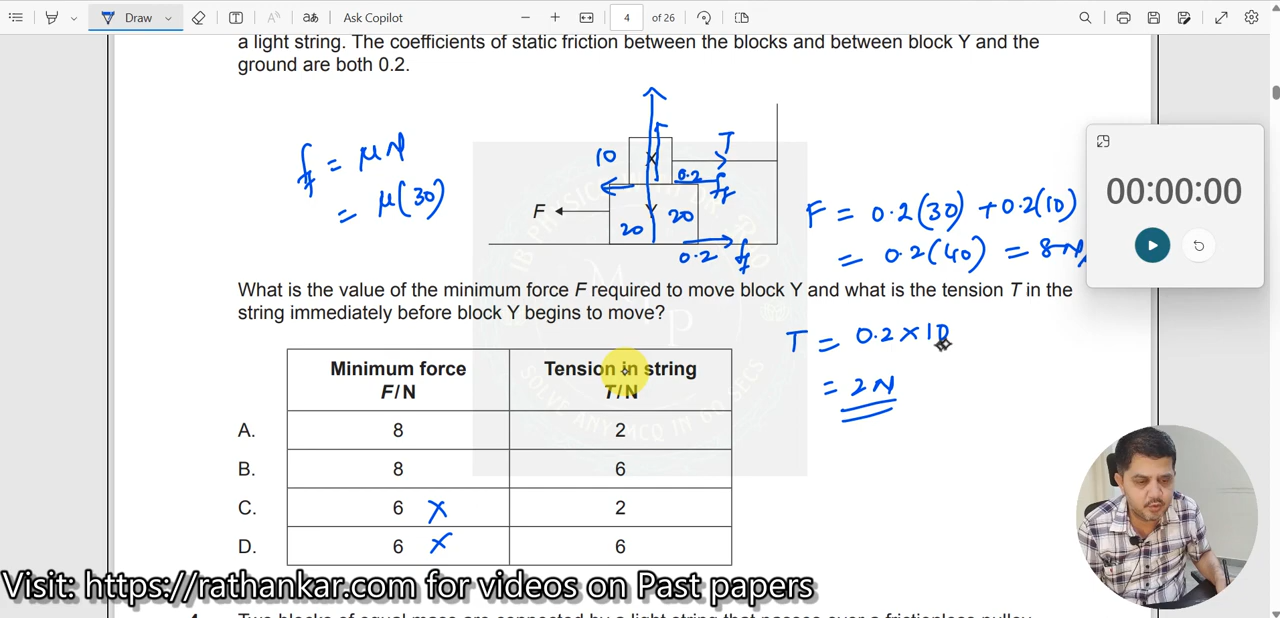 Draw
Ask Copilot
4 of 26
a light string. The coefficients of static friction between the blocks and between block Y and the
ground are both 0.2.
f_f = μN
= μ(30)
10
X
T
0.2
f_f
F
Y
20 20
0.2 f_f
F = 0.2(30) + 0.2(10)
= 0.2(40) = 8N
00:00:00
What is the value of the minimum force F required to move block Y and what is the tension T in the
string immediately before block Y begins to move?
T = 0.2 × 10
= 2N
Minimum force Tension in string
F/N T/N
A. 8 2
B. 8 6
C. 6 X 2
D. 6 X 6
Visit: https://rathankar.com for videos on Past papers